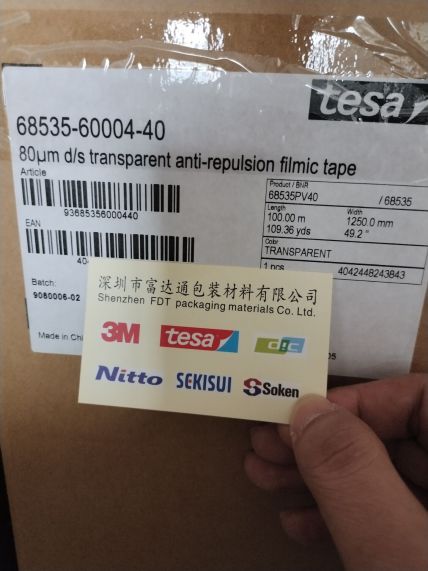 tesa
68535-60004-40
80µm d/s transparent anti-repulsion filmic tape
Article
93685356000440
EAN
40
Batch:
9080006-02
Made in Chi
Product / BNR
68535PV40 / 68535
Length Width
100.00 m 1250.0 mm
109.36 yds 49.2 "
Color
TRANSPARENT
1 pcs 4042448243843
深圳市富达通包装材料有限公司
Shenzhen FDT packaging materials Co. Ltd.
3M tesa dic
Nitto SEKISUI Soken